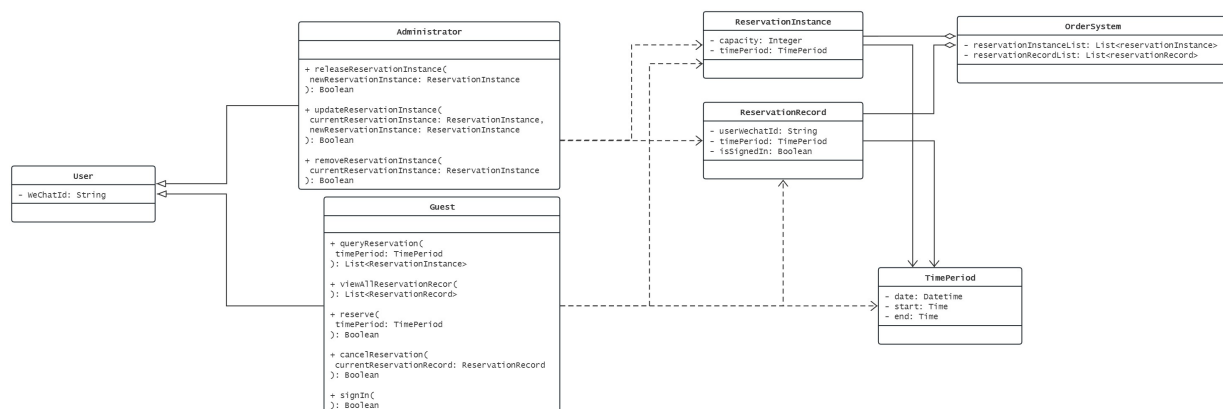 User
- WeChatId: String
Administrator
+ releaseReservationInstance(
newReservationInstance: ReservationInstance
): Boolean
+ updateReservationInstance(
currentReservationInstance: ReservationInstance,
newReservationInstance: ReservationInstance
): Boolean
+ removeReservationInstance(
currentReservationInstance: ReservationInstance
): Boolean
Guest
+ queryReservation(
timePeriod: TimePeriod
): List<ReservationInstance>
+ viewAllReservationRecor(
): List<ReservationRecord>
+ reserve(
timePeriod: TimePeriod
): Boolean
+ cancelReservation(
currentReservationRecord: ReservationRecord
): Boolean
+ signIn(
): Boolean
ReservationInstance
- capacity: Integer
- timePeriod: TimePeriod
ReservationRecord
- userWechatId: String
- timePeriod: TimePeriod
- isSignedIn: Boolean
OrderSystem
- reservationInstanceList: List<reservationInstance>
- reservationRecordList: List<reservationRecord>
TimePeriod
- date: Datetime
- start: Time
- end: Time